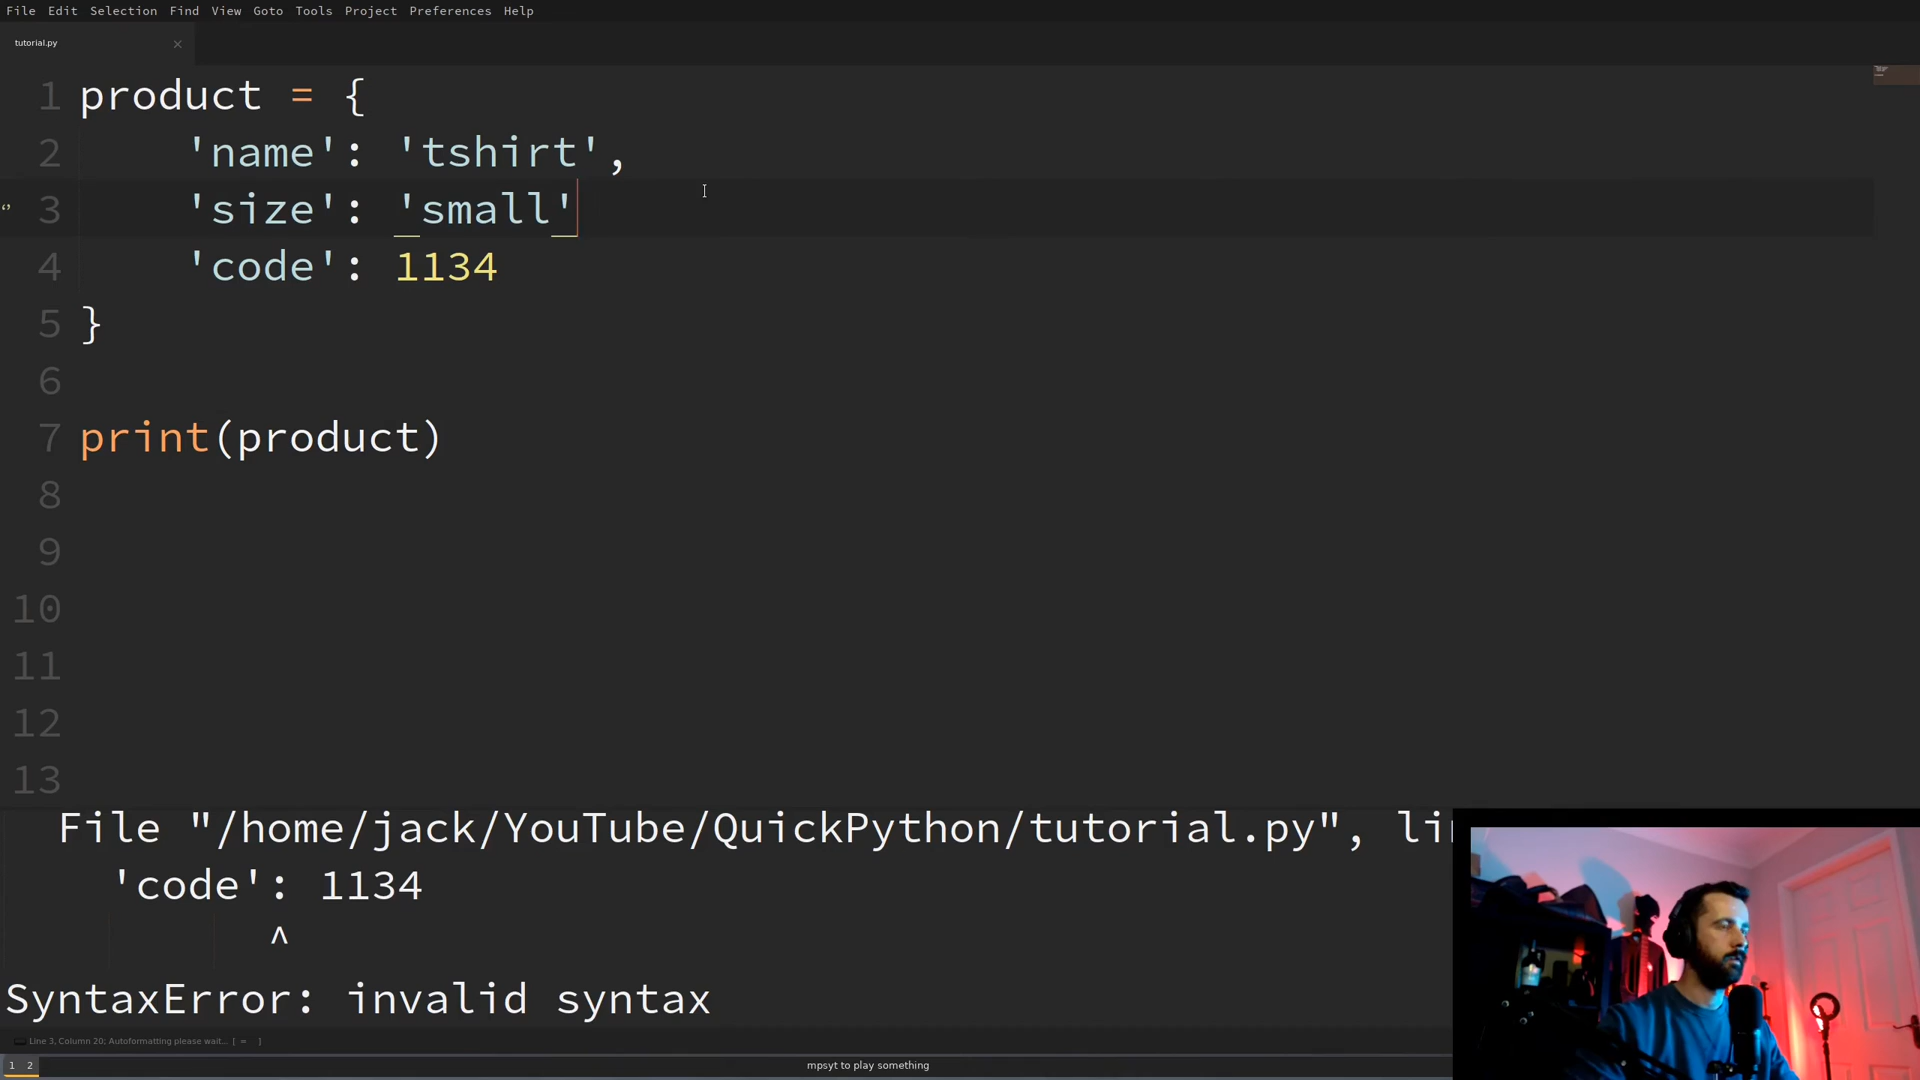 File Edit Selection Find View Goto Tools Project Preferences Help
tutorial.py ×
1 product = {
2 'name': 'tshirt',
3 'size': 'small'
4 'code': 1134
5 }
6
7 print(product)
8
9
10
11
12
13
File "/home/jack/YouTube/QuickPython/tutorial.py", lin
'code': 1134
^
SyntaxError: invalid syntax
Line 3, Column 20; Autoformatting please wait... [ = ]
1 2 mpsyt to play something